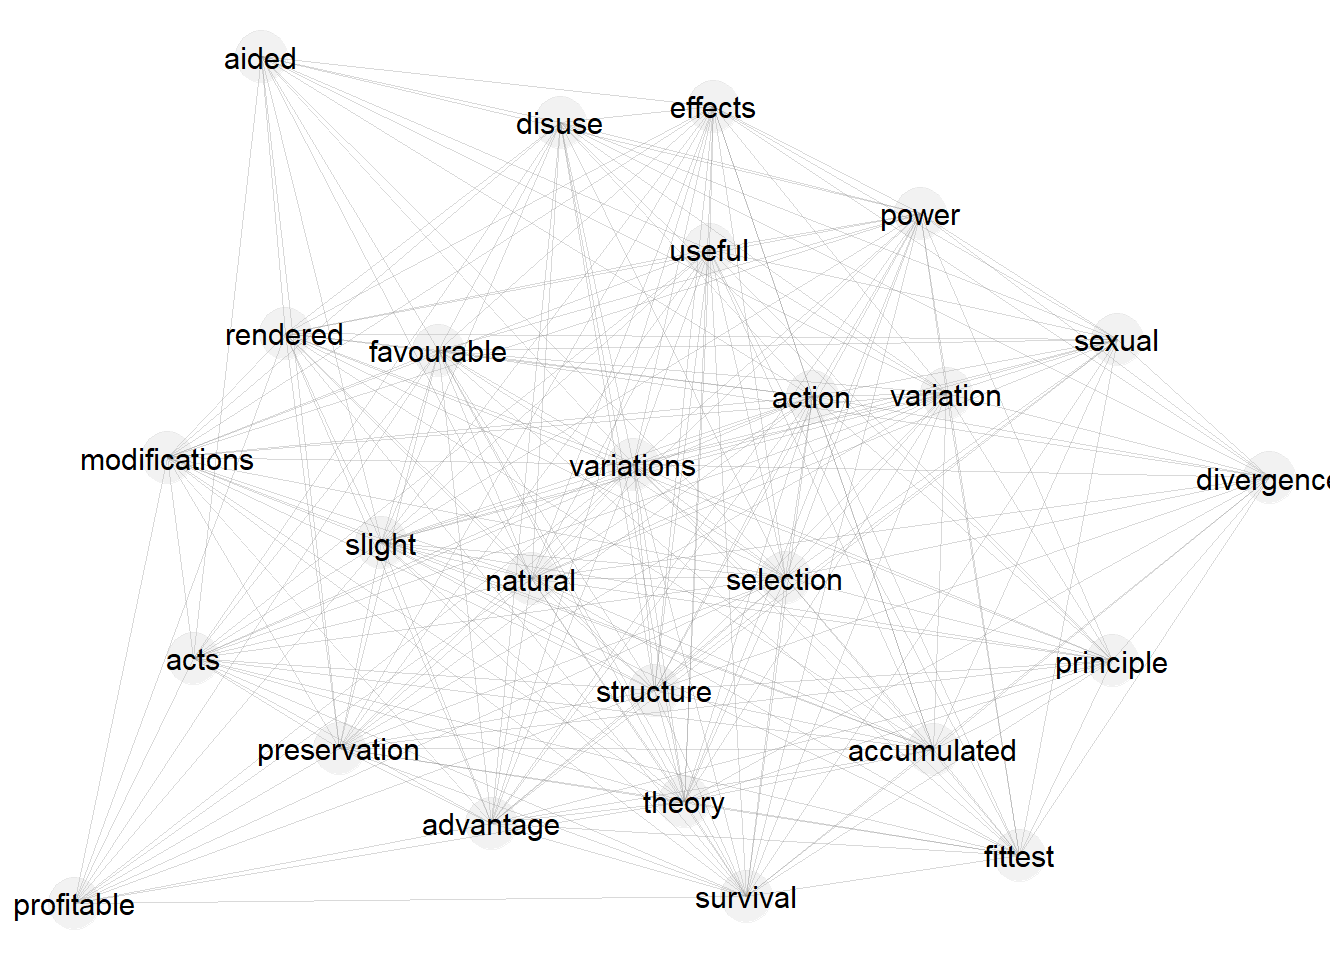 aided
effects
disuse
power
useful
rendered
sexual
favourable
action
variation
modifications
variations
divergence
slight
natural
selection
acts
principle
structure
preservation
accumulated
theory
advantage
fittest
survival
profitable